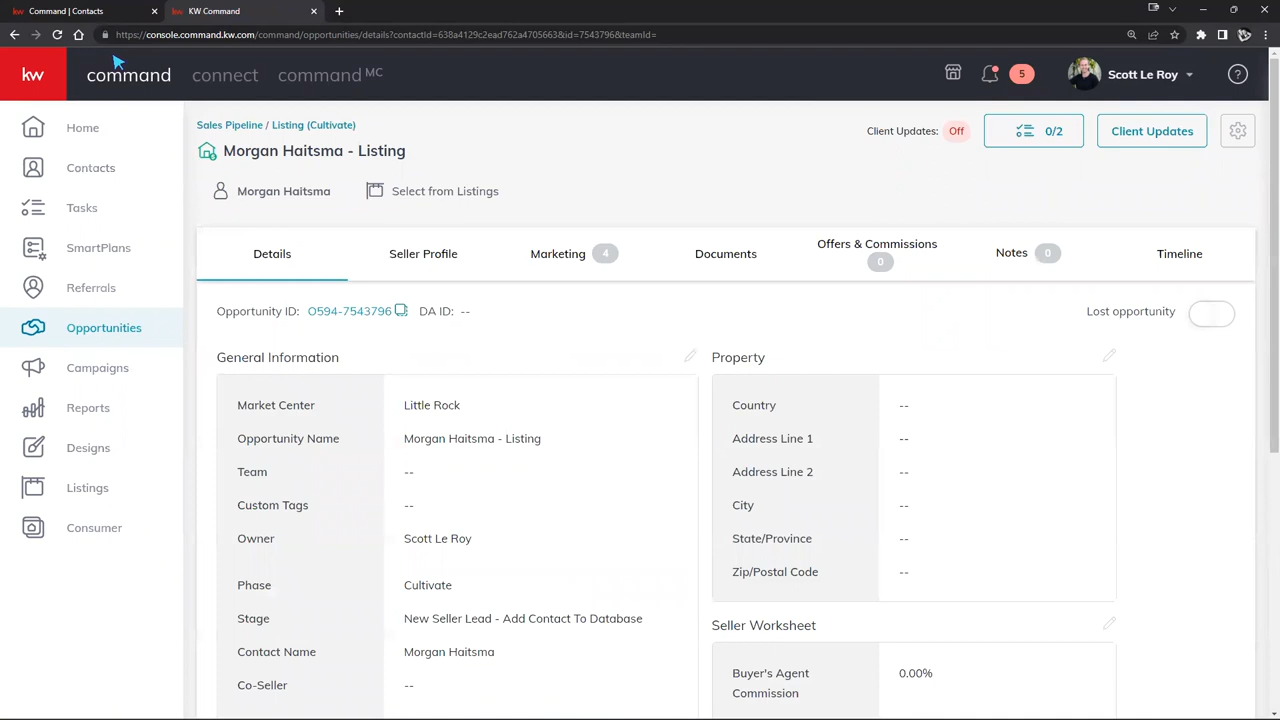 Command | Contacts
KW Command
https://console.command.kw.com/command/opportunities/details?contactId=638a4129c2ead762a4705663&id=7543796&teamId=
kw
command
connect
command MC
5
Scott Le Roy
Home
Contacts
Tasks
SmartPlans
Referrals
Opportunities
Campaigns
Reports
Designs
Listings
Consumer
Sales Pipeline / Listing (Cultivate)
Morgan Haitsma - Listing
Morgan Haitsma
Select from Listings
Client Updates: Off
0/2
Client Updates
Details
Seller Profile
Marketing 4
Documents
Offers & Commissions
0
Notes 0
Timeline
Opportunity ID: O594-7543796 DA ID: --
Lost opportunity
General Information
Market Center Little Rock
Opportunity Name Morgan Haitsma - Listing
Team --
Custom Tags --
Owner Scott Le Roy
Phase Cultivate
Stage New Seller Lead - Add Contact To Database
Contact Name Morgan Haitsma
Co-Seller --
Property
Country --
Address Line 1 --
Address Line 2 --
City --
State/Province --
Zip/Postal Code --
Seller Worksheet
Buyer's Agent 0.00%
Commission